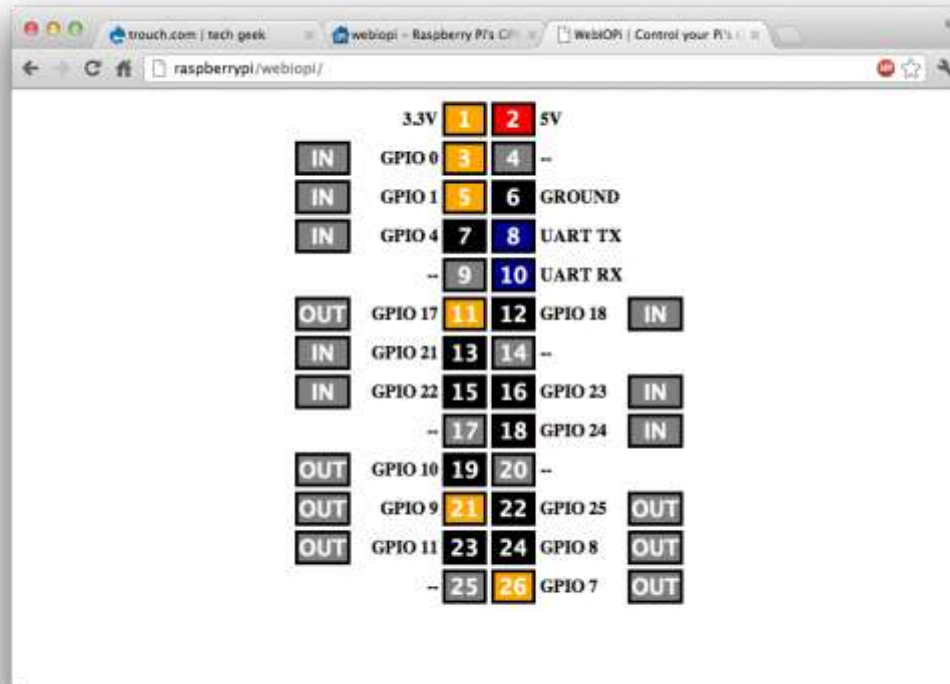 trouch.com | tech geek
webiopi - Raspberry Pi's
WebIOPi | Control your Pi's
raspberrypi/webiopi/
3.3V 1 2 5V
IN GPIO 0 3 4 --
IN GPIO 1 5 6 GROUND
IN GPIO 4 7 8 UART TX
-- 9 10 UART RX
OUT GPIO 17 11 12 GPIO 18 IN
IN GPIO 21 13 14 --
IN GPIO 22 15 16 GPIO 23 IN
-- 17 18 GPIO 24 IN
OUT GPIO 10 19 20 --
OUT GPIO 9 21 22 GPIO 25 OUT
OUT GPIO 11 23 24 GPIO 8 OUT
-- 25 26 GPIO 7 OUT